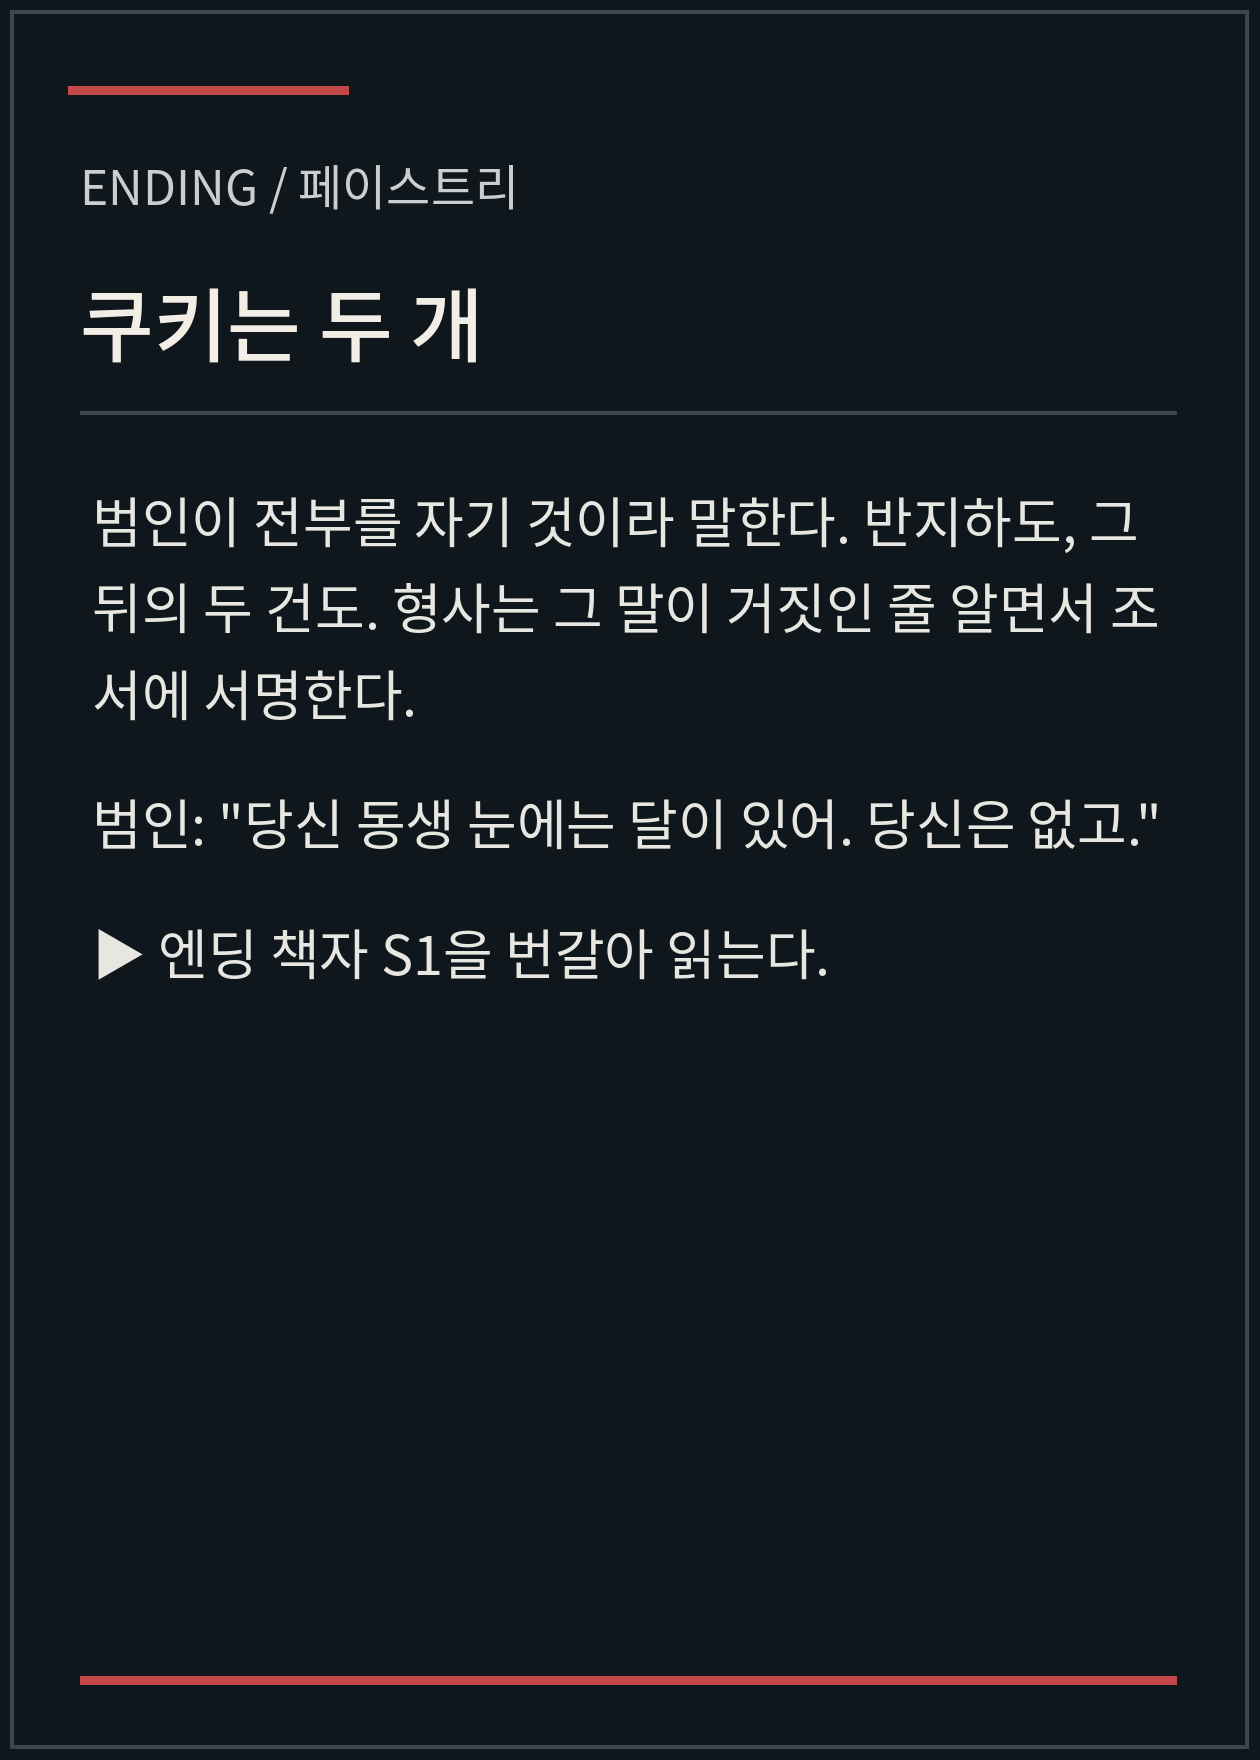 ENDING / 페이스트리
쿠키는 두 개
범인이 전부를 자기 것이라 말한다. 반지하도, 그
뒤의 두 건도. 형사는 그 말이 거짓인 줄 알면서 조
서에 서명한다.
범인: "당신 동생 눈에는 달이 있어. 당신은 없고."
▶ 엔딩 책자 S1을 번갈아 읽는다.